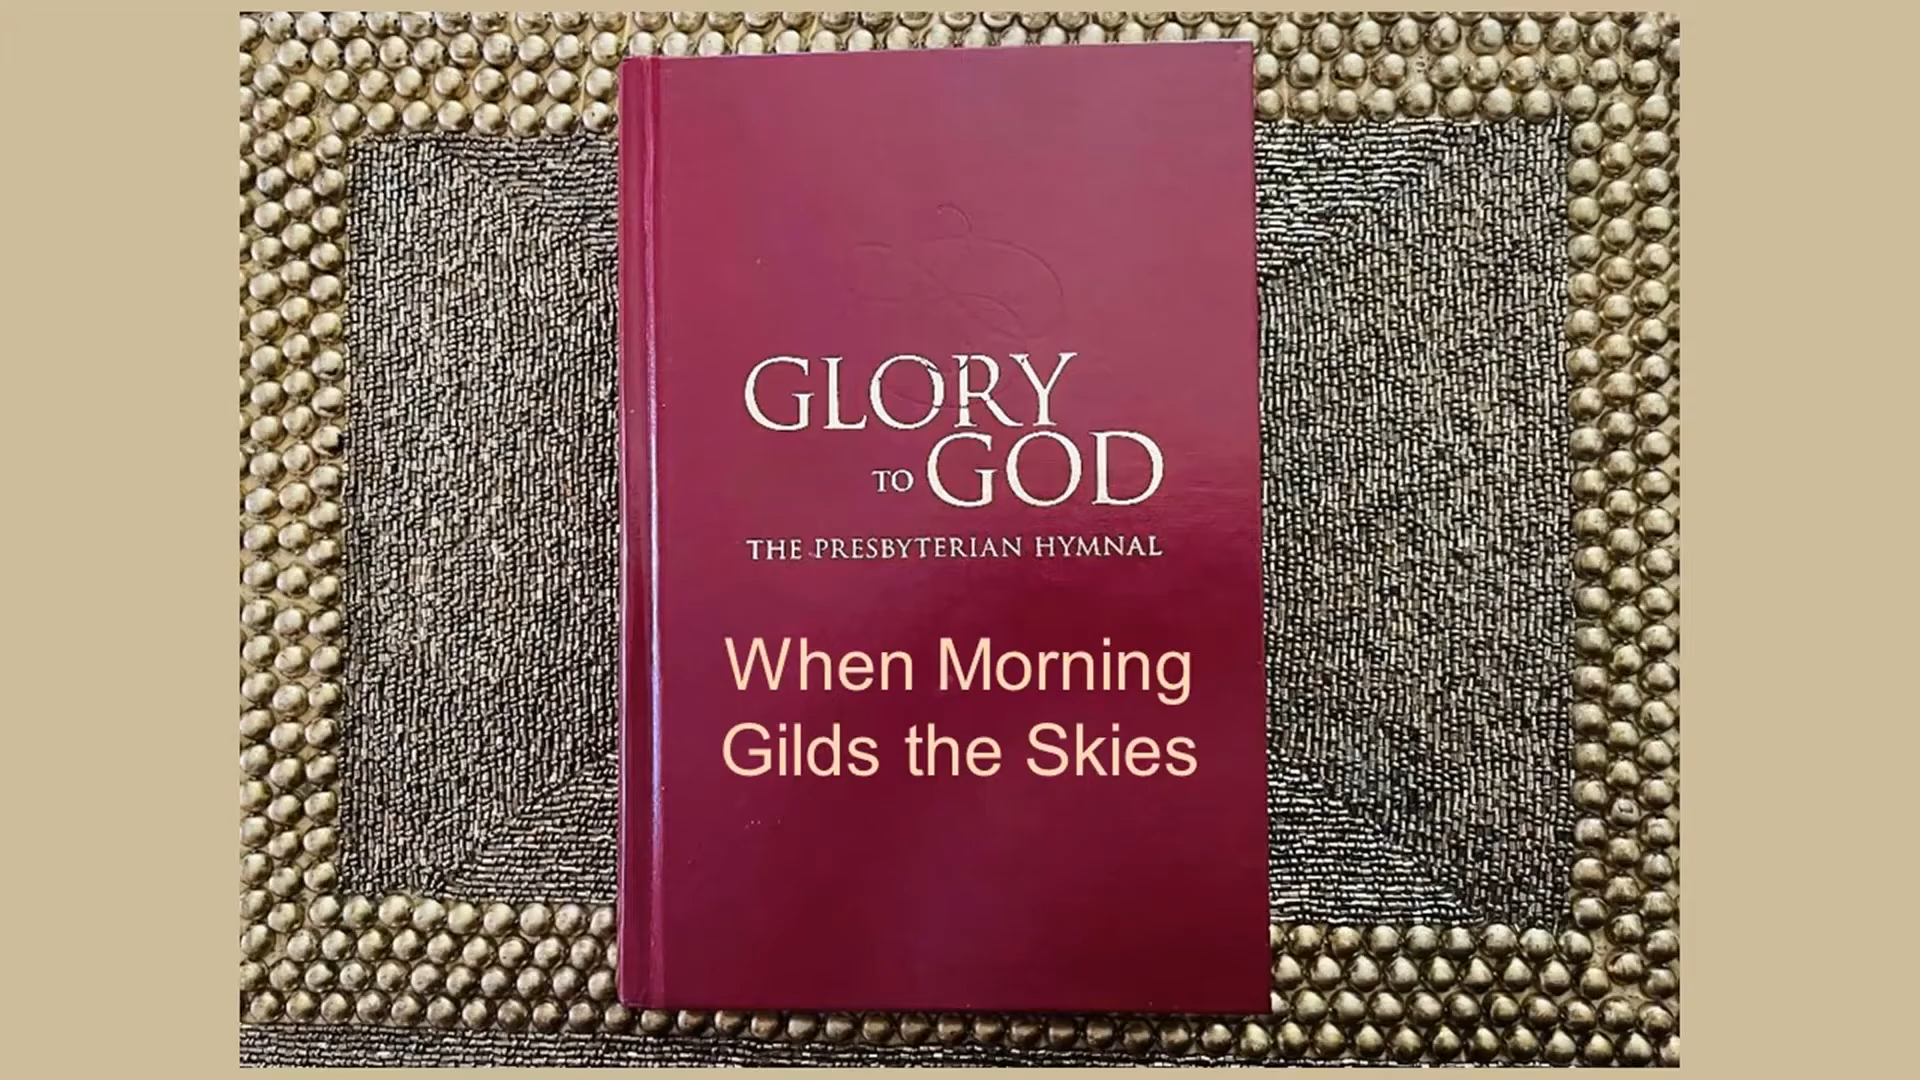 GLORY
TO GOD
THE PRESBYTERIAN HYMNAL
When Morning
Gilds the Skies